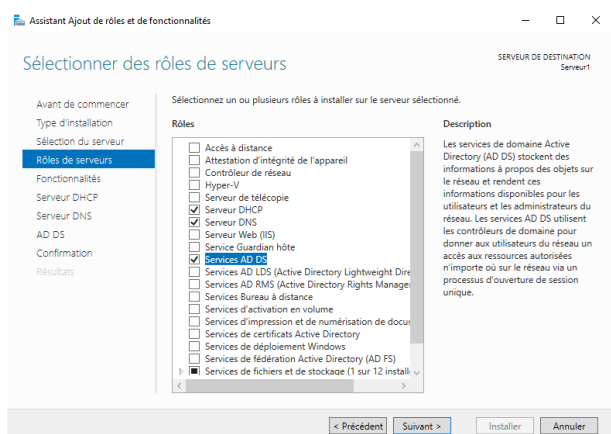 Assistant Ajout de rôles et de fonctionnalités
Sélectionner des rôles de serveurs
SERVEUR DE DESTINATION
Serveur1
Avant de commencer
Type d'installation
Sélection du serveur
Rôles de serveurs
Fonctionnalités
Serveur DHCP
Serveur DNS
AD DS
Confirmation
Résultats
Sélectionnez un ou plusieurs rôles à installer sur le serveur sélectionné.
Rôles
Accès à distance
Attestation d'intégrité de l'appareil
Contrôleur de réseau
Hyper-V
Serveur de télécopie
Serveur DHCP
Serveur DNS
Serveur Web (IIS)
Service Guardian hôte
Services AD DS
Services AD LDS (Active Directory Lightweight Dire
Services AD RMS (Active Directory Rights Manage
Services Bureau à distance
Services d'activation en volume
Services d'impression et de numérisation de docu
Services de certificats Active Directory
Services de déploiement Windows
Services de fédération Active Directory (AD FS)
Services de fichiers et de stockage (1 sur 12 install
Description
Les services de domaine Active
Directory (AD DS) stockent des
informations à propos des objets sur
le réseau et rendent ces
informations disponibles pour les
utilisateurs et les administrateurs du
réseau. Les services AD DS utilisent
les contrôleurs de domaine pour
donner aux utilisateurs du réseau un
accès aux ressources autorisées
n'importe où sur le réseau via un
processus d'ouverture de session
unique.
< Précédent
Suivant >
Installer
Annuler